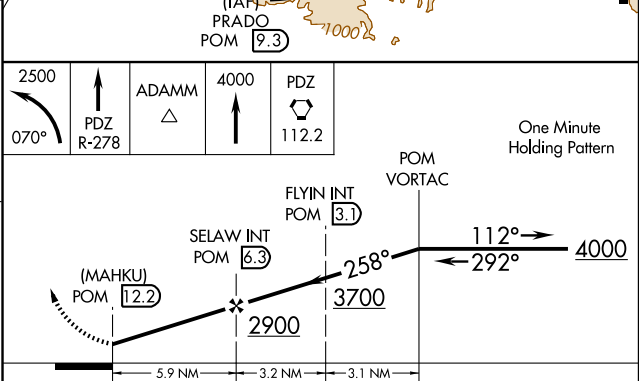 (IAF)
PRADO
POM 9.3
1000
2500
070°
PDZ
R-278
ADAMM
4000
PDZ
112.2
One Minute
Holding Pattern
POM
VORTAC
FLYIN INT
POM 3.1
SELAW INT
POM 6.3
(MAHKU)
POM 12.2
258°
112°
292°
4000
3700
2900
5.9 NM
3.2 NM
3.1 NM